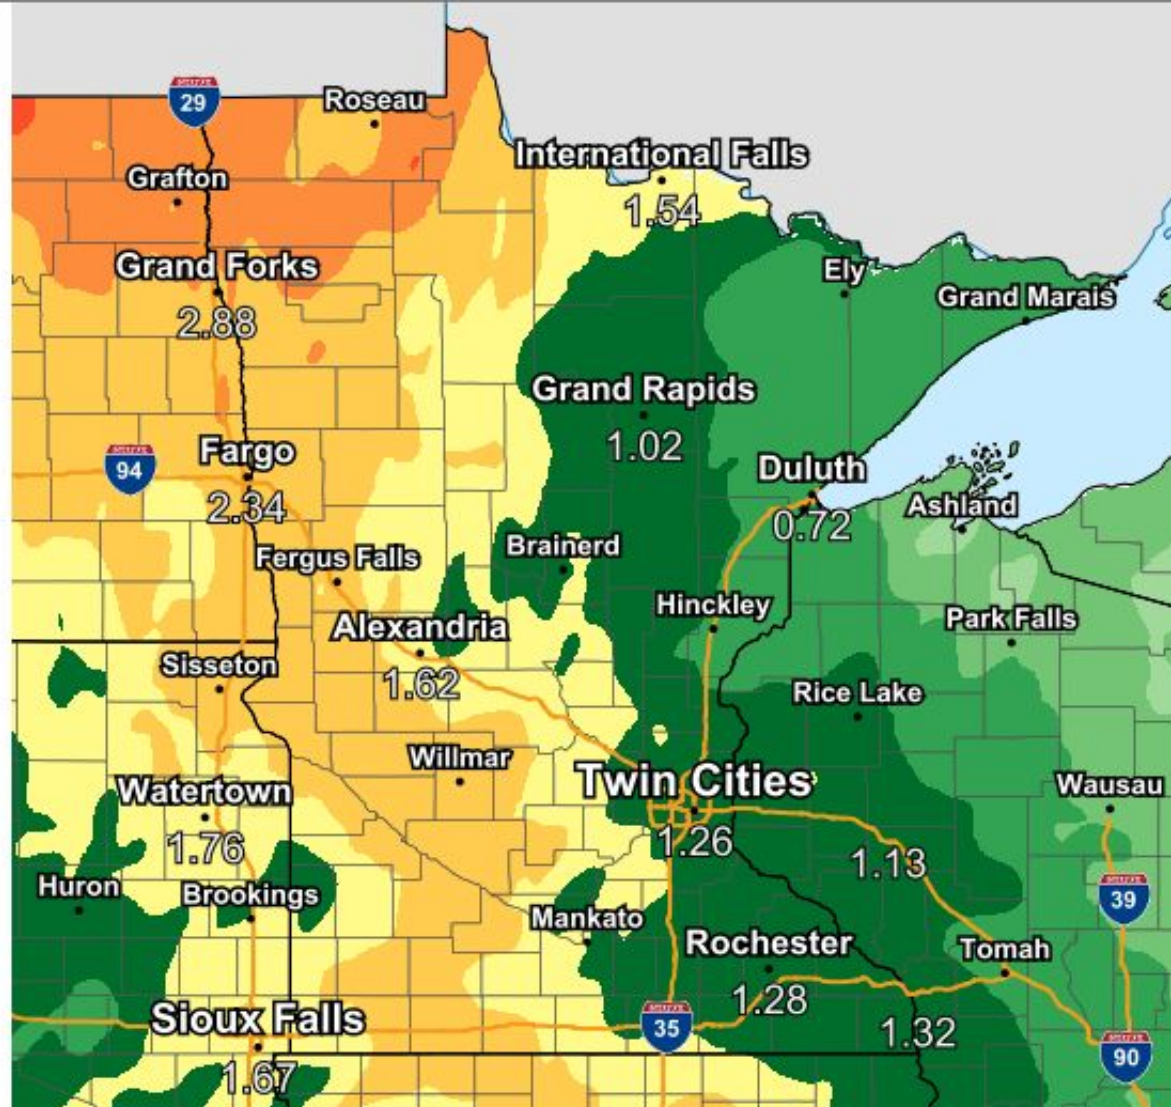 29
Roseau
International Falls
Grafton
1.54
Grand Forks
Ely
Grand Marais
2.88
Grand Rapids
1.02
Fargo
94
Duluth
2.34
0.72
Ashland
Brainerd
Fergus Falls
Hinckley
Park Falls
Alexandria
Sisseton
1.62
Rice Lake
Willmar
Twin Cities
Wausau
Watertown
1.76
1.26
1.13
Huron
Brookings
39
Mankato
Rochester
Tomah
1.28
Sioux Falls
35
1.32
90
1.67